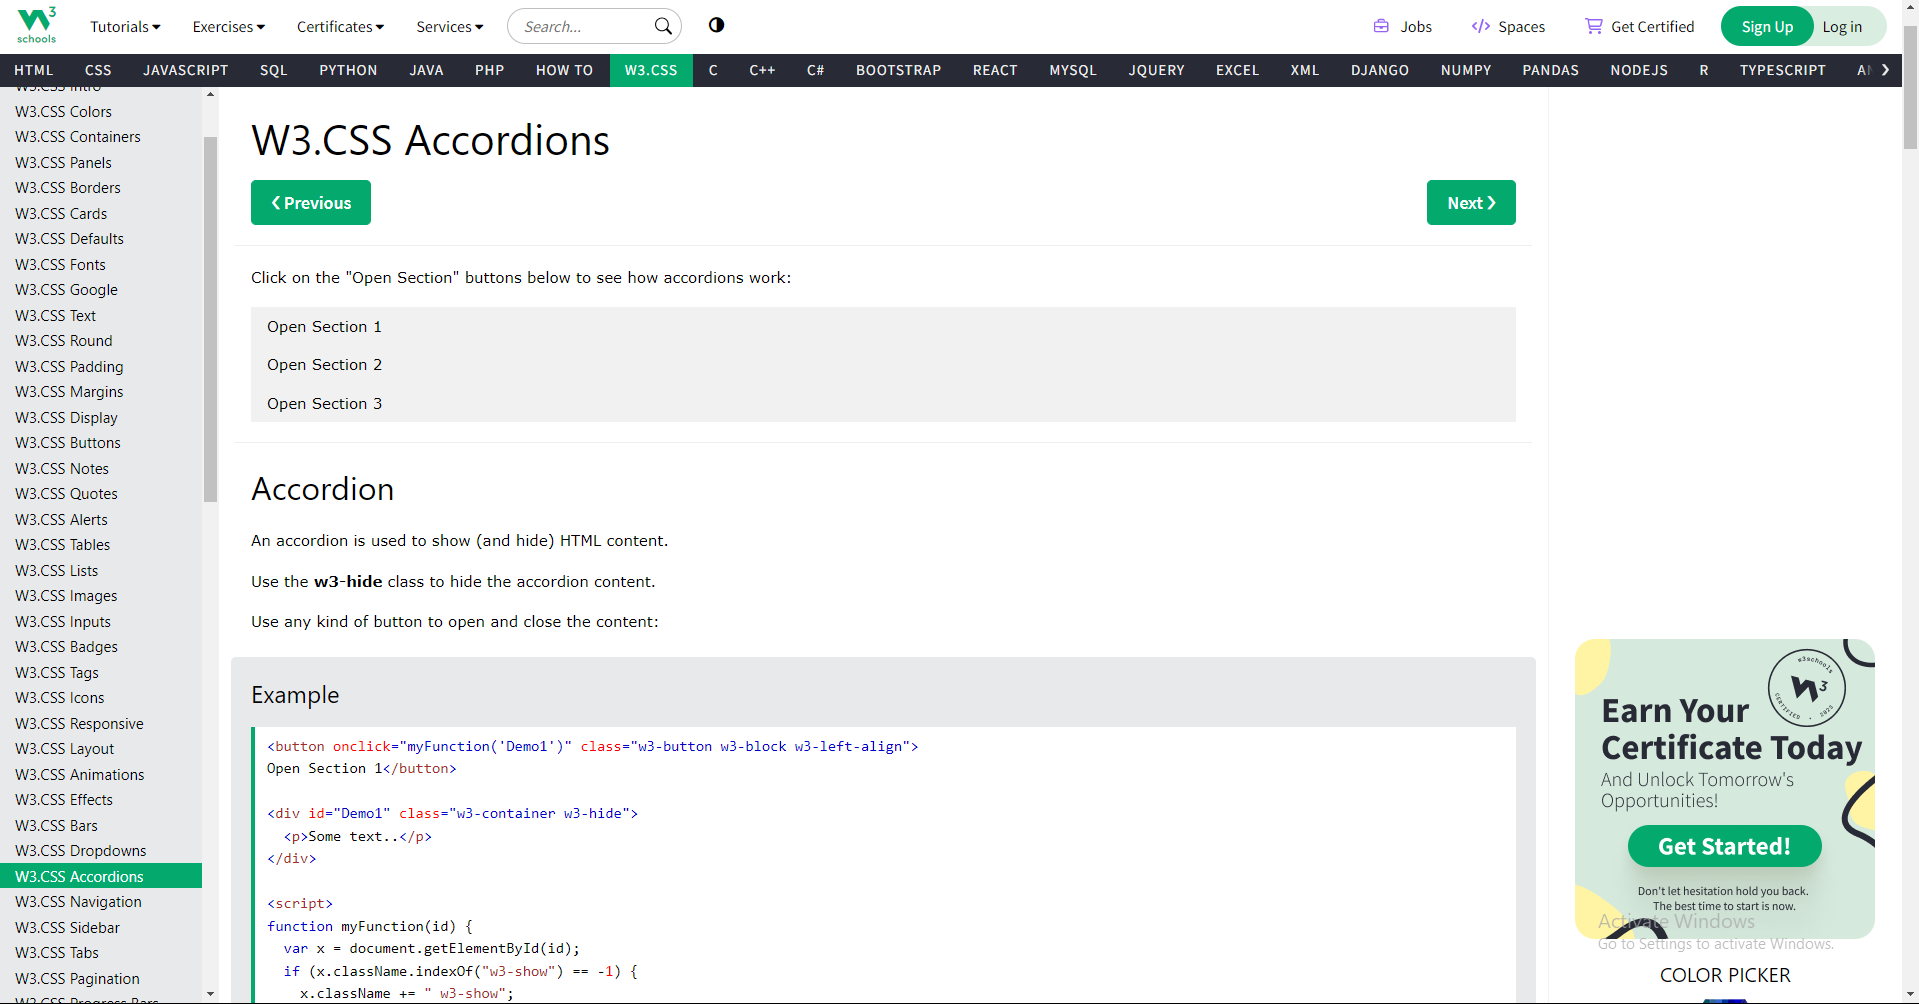 3
schools
Tutorials
Exercises
Certificates
Services
Search...
Jobs
</> Spaces
Get Certified
Sign Up
Log in
HTML CSS JAVASCRIPT SQL PYTHON JAVA PHP HOW TO W3.CSS C C++ C# BOOTSTRAP REACT MYSQL JQUERY EXCEL XML DJANGO NUMPY PANDAS NODEJS R TYPESCRIPT
W3.CSS Intro
W3.CSS Colors
W3.CSS Containers
W3.CSS Panels
W3.CSS Borders
W3.CSS Cards
W3.CSS Defaults
W3.CSS Fonts
W3.CSS Google
W3.CSS Text
W3.CSS Round
W3.CSS Padding
W3.CSS Margins
W3.CSS Display
W3.CSS Buttons
W3.CSS Notes
W3.CSS Quotes
W3.CSS Alerts
W3.CSS Tables
W3.CSS Lists
W3.CSS Images
W3.CSS Inputs
W3.CSS Badges
W3.CSS Tags
W3.CSS Icons
W3.CSS Responsive
W3.CSS Layout
W3.CSS Animations
W3.CSS Effects
W3.CSS Bars
W3.CSS Dropdowns
W3.CSS Accordions
W3.CSS Navigation
W3.CSS Sidebar
W3.CSS Tabs
W3.CSS Pagination
W3.CSS Progress Bars
W3.CSS Accordions
❮ Previous
Next ❯
Click on the "Open Section" buttons below to see how accordions work:
Open Section 1
Open Section 2
Open Section 3
Accordion
An accordion is used to show (and hide) HTML content.
Use the w3-hide class to hide the accordion content.
Use any kind of button to open and close the content:
Example
<button onclick="myFunction('Demo1')" class="w3-button w3-block w3-left-align">
Open Section 1</button>
<div id="Demo1" class="w3-container w3-hide">
<p>Some text..</p>
</div>
<script>
function myFunction(id) {
var x = document.getElementById(id);
if (x.className.indexOf("w3-show") == -1) {
x.className += " w3-show";
w3schools
3
CERTIFIED . 2023
Earn Your
Certificate Today
And Unlock Tomorrow's
Opportunities!
Get Started!
Don't let hesitation hold you back.
The best time to start is now.
Activate Windows
Go to Settings to activate Windows.
COLOR PICKER